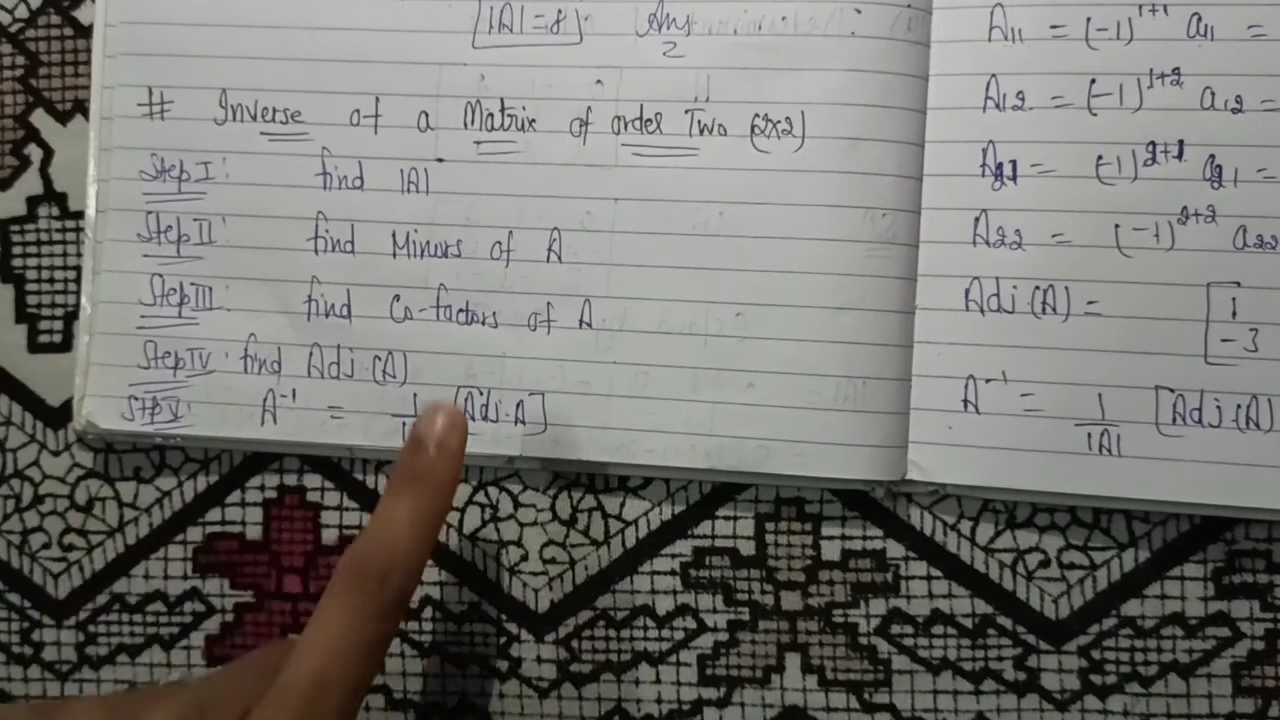 |A| = 8. Ans
# Inverse of a Matrix of order Two (2x2)
Step I: find |A|
Step II: find Minors of A
Step III: find Co-factors of A
Step IV: find Adj.(A)
Step V: A⁻¹ = 1 [Adj.A]
A₁₁ = (-1)¹⁺¹ a₁₁ =
A₁₂ = (-1)¹⁺² a₁₂ =
A₂₁ = (-1)²⁺¹ a₂₁ =
A₂₂ = (-1)²⁺² a₂₂
Adj.(A) = [1
-3
A⁻¹ = 1/|A| [Adj.(A)